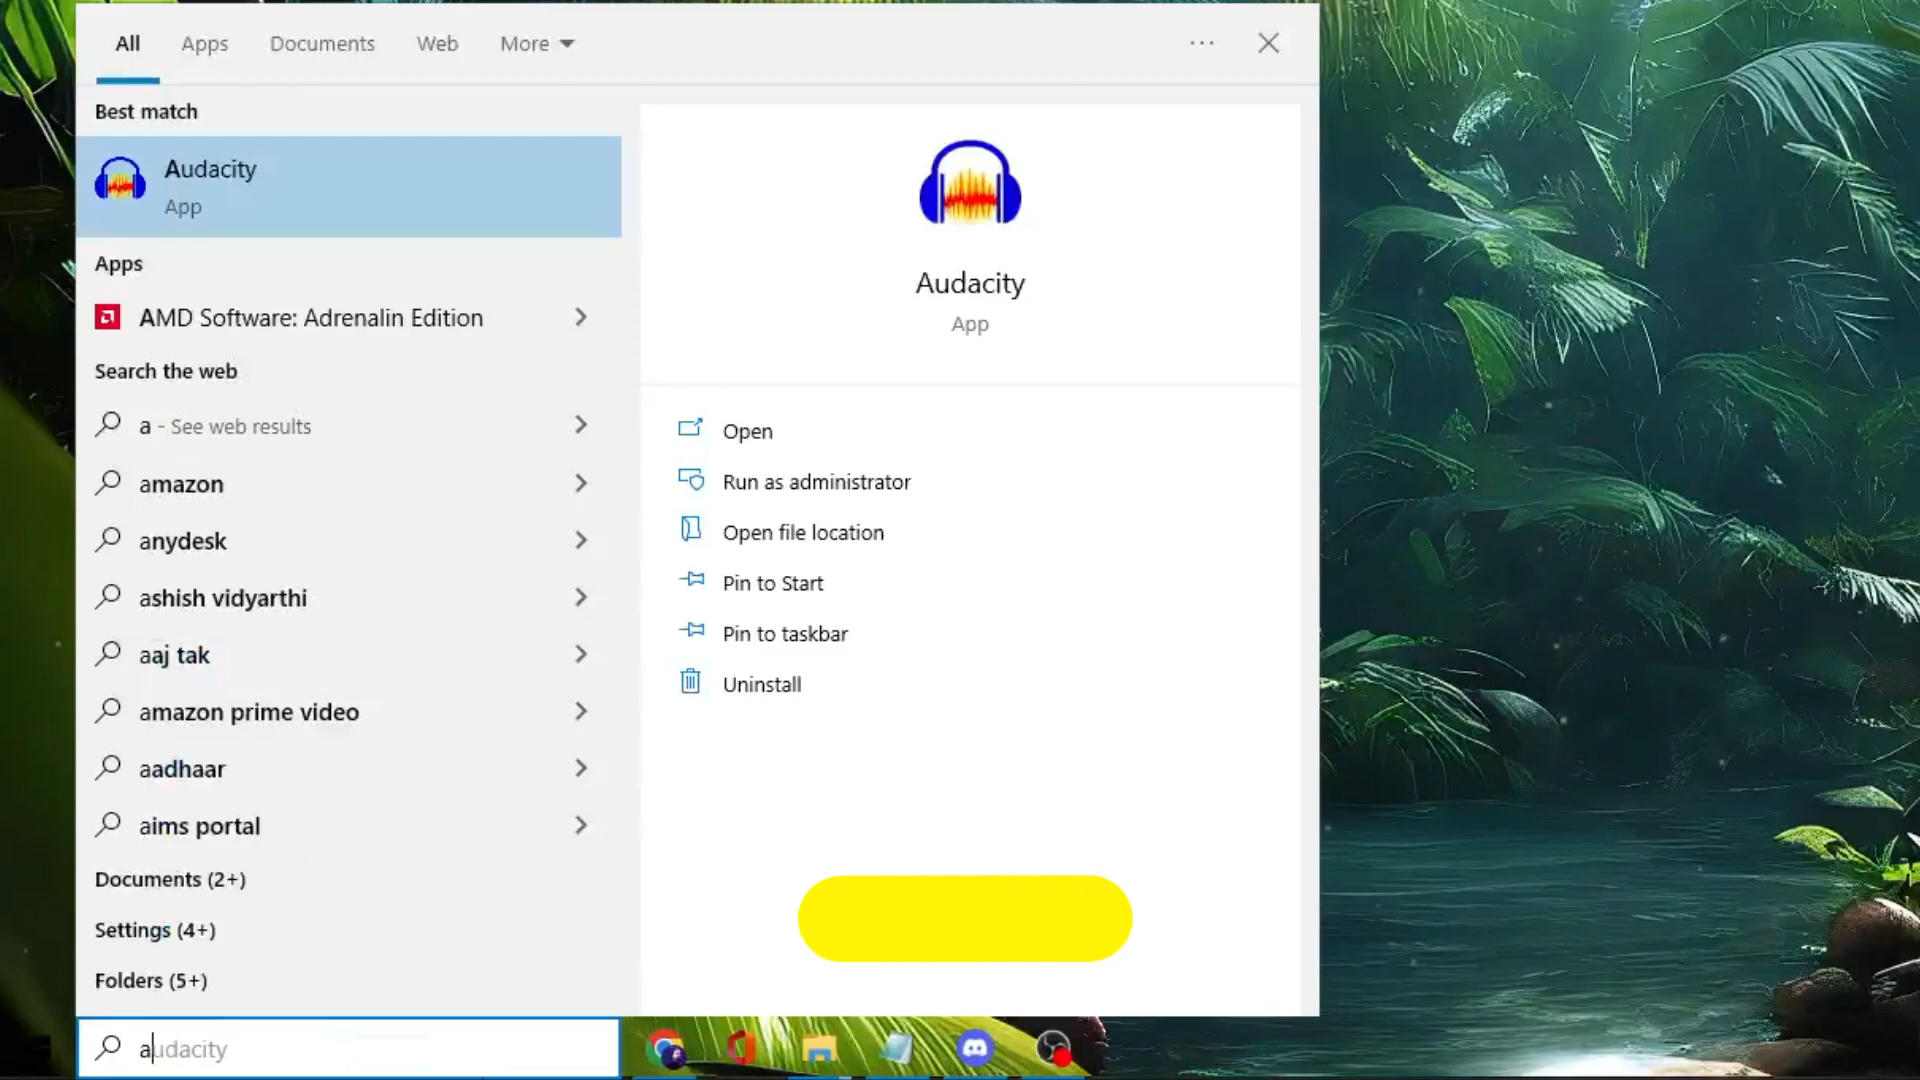 All Apps Documents Web More
Best match
Audacity
App
Apps
AMD Software: Adrenalin Edition
Search the web
a - See web results
amazon
anydesk
ashish vidyarthi
aaj tak
amazon prime video
aadhaar
aims portal
Documents (2+)
Settings (4+)
Folders (5+)
audacity
Audacity
App
Open
Run as administrator
Open file location
Pin to Start
Pin to taskbar
Uninstall